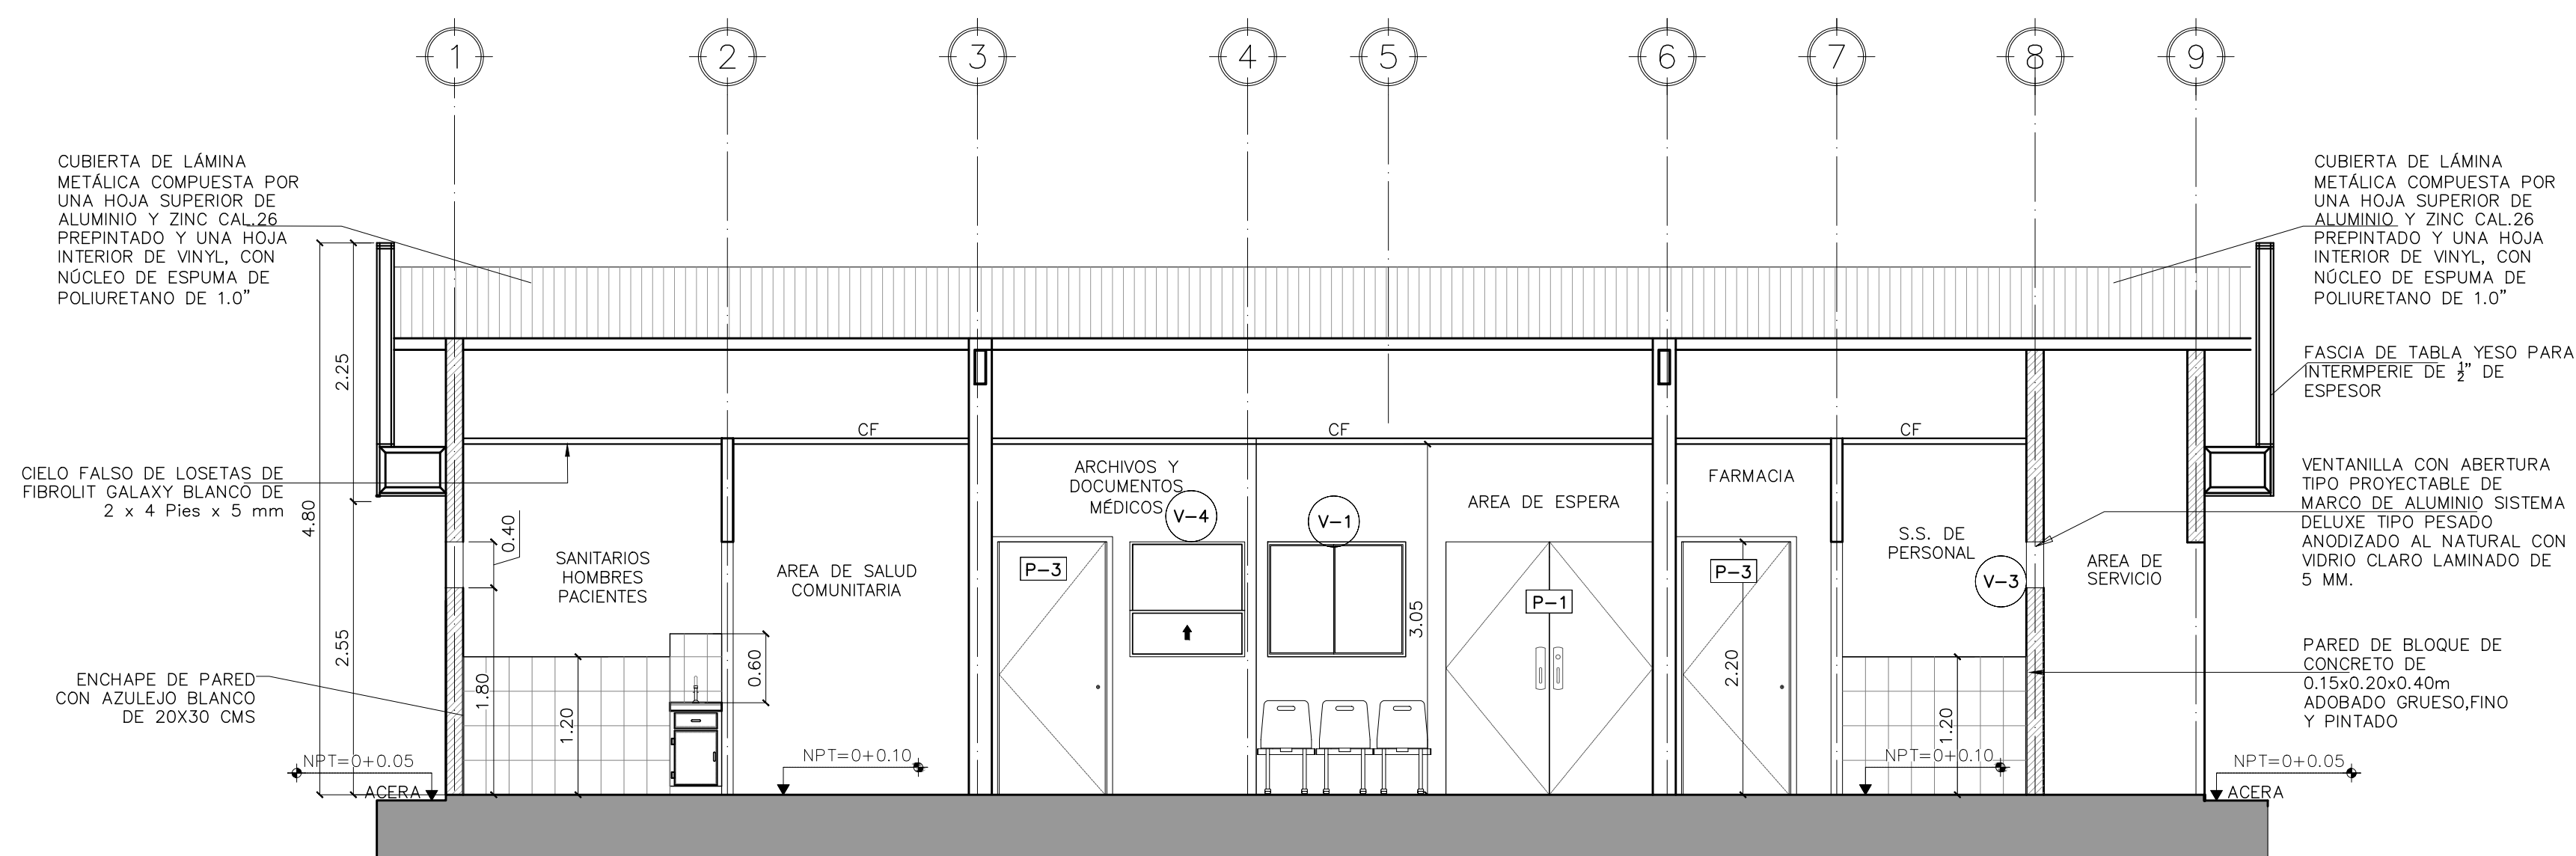 1
2
3
4
5
6
7
8
9
CUBIERTA DE LÁMINA
METÁLICA COMPUESTA POR
UNA HOJA SUPERIOR DE
ALUMINIO Y ZINC CAL.26
PREPINTADO Y UNA HOJA
INTERIOR DE VINYL, CON
NÚCLEO DE ESPUMA DE
POLIURETANO DE 1.0"
CUBIERTA DE LÁMINA
METÁLICA COMPUESTA POR
UNA HOJA SUPERIOR DE
ALUMINIO Y ZINC CAL.26
PREPINTADO Y UNA HOJA
INTERIOR DE VINYL, CON
NÚCLEO DE ESPUMA DE
POLIURETANO DE 1.0"
2.25
FASCIA DE TABLA YESO PARA
INTERMPERIE DE ½" DE
ESPESOR
CF
CF
CF
CIELO FALSO DE LOSETAS DE
FIBROLIT GALAXY BLANCO DE
2 x 4 Pies x 5 mm
4.80
0.40
SANITARIOS
HOMBRES
PACIENTES
AREA DE SALUD
COMUNITARIA
ARCHIVOS Y
DOCUMENTOS
MÉDICOS
V-4
V-1
AREA DE ESPERA
FARMACIA
S.S. DE
PERSONAL
V-3
AREA DE
SERVICIO
VENTANILLA CON ABERTURA
TIPO PROYECTABLE DE
MARCO DE ALUMINIO SISTEMA
DELUXE TIPO PESADO
ANODIZADO AL NATURAL CON
VIDRIO CLARO LAMINADO DE
5 MM.
P-3
P-1
P-3
3.05
2.55
1.80
1.20
0.60
2.20
1.20
ENCHAPE DE PARED
CON AZULEJO BLANCO
DE 20X30 CMS
PARED DE BLOQUE DE
CONCRETO DE
0.15x0.20x0.40m
ADOBADO GRUESO,FINO
Y PINTADO
NPT=0+0.05
ACERA
NPT=0+0.10
NPT=0+0.10
NPT=0+0.05
ACERA